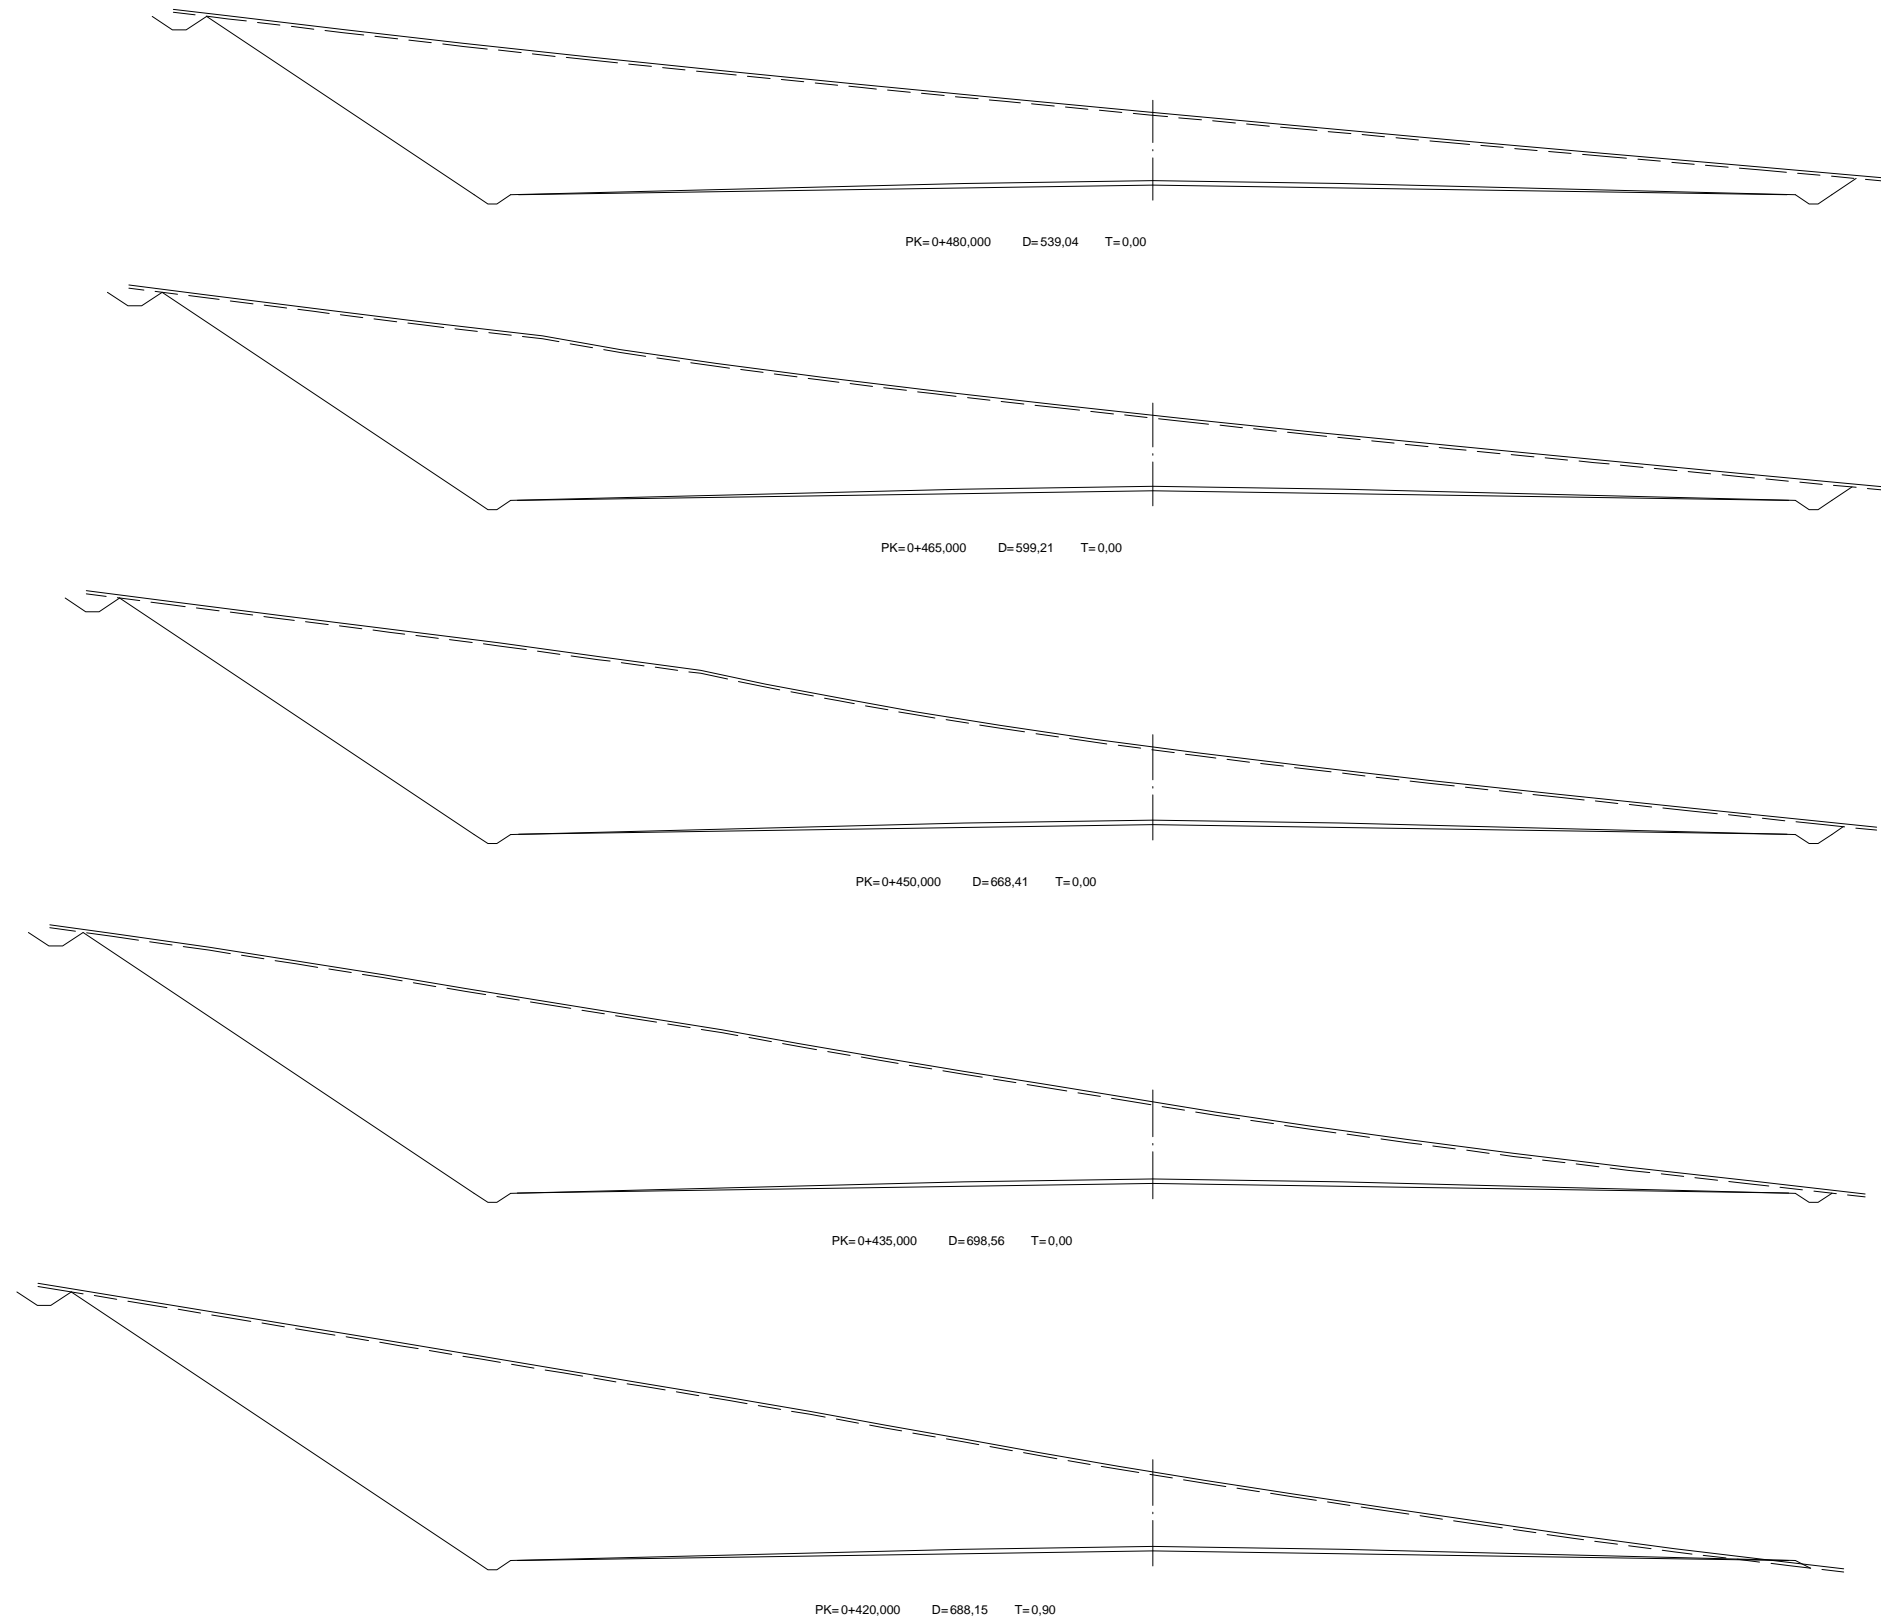 PK=0+480,000 D=539,04 T=0,00
PK=0+465,000 D=599,21 T=0,00
PK=0+450,000 D=668,41 T=0,00
PK=0+435,000 D=698,56 T=0,00
PK=0+420,000 D=688,15 T=0,90